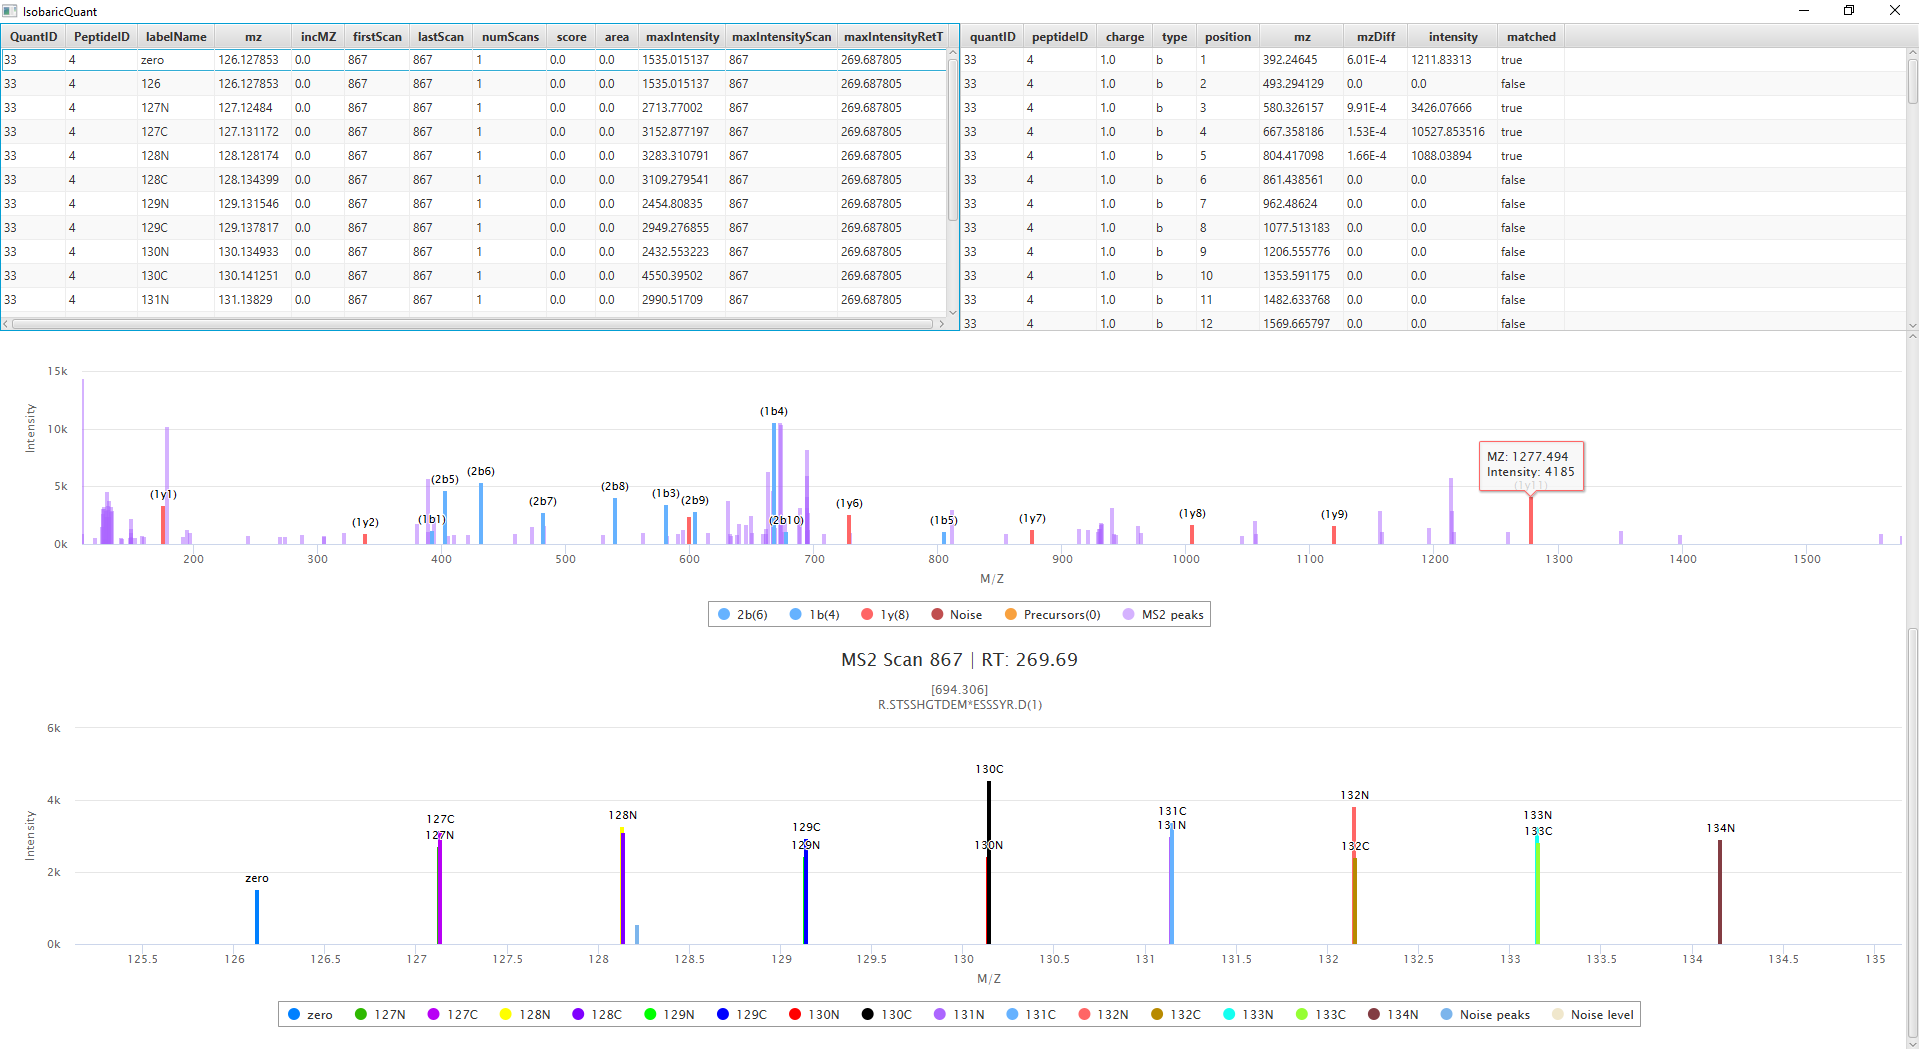 IsobaricQuant
QuantID PeptideID labelName mz incMZ firstScan lastScan numScans score area maxIntensity maxIntensityScan maxIntensityRetT
33 4 zero 126.127853 0.0 867 867 1 0.0 0.0 1535.015137 867 269.687805
33 4 126 126.127853 0.0 867 867 1 0.0 0.0 1535.015137 867 269.687805
33 4 127N 127.12484 0.0 867 867 1 0.0 0.0 2713.77002 867 269.687805
33 4 127C 127.131172 0.0 867 867 1 0.0 0.0 3152.877197 867 269.687805
33 4 128N 128.128174 0.0 867 867 1 0.0 0.0 3283.310791 867 269.687805
33 4 128C 128.134399 0.0 867 867 1 0.0 0.0 3109.279541 867 269.687805
33 4 129N 129.131546 0.0 867 867 1 0.0 0.0 2454.80835 867 269.687805
33 4 129C 129.137817 0.0 867 867 1 0.0 0.0 2949.276855 867 269.687805
33 4 130N 130.134933 0.0 867 867 1 0.0 0.0 2432.553223 867 269.687805
33 4 130C 130.141251 0.0 867 867 1 0.0 0.0 4550.39502 867 269.687805
33 4 131N 131.13829 0.0 867 867 1 0.0 0.0 2990.51709 867 269.687805
quantID peptideID charge type position mz mzDiff intensity matched
33 4 1.0 b 1 392.24645 6.01E-4 1211.83313 true
33 4 1.0 b 2 493.294129 0.0 0.0 false
33 4 1.0 b 3 580.326157 9.91E-4 3426.07666 true
33 4 1.0 b 4 667.358186 1.53E-4 10527.853516 true
33 4 1.0 b 5 804.417098 1.66E-4 1088.03894 true
33 4 1.0 b 6 861.438561 0.0 0.0 false
33 4 1.0 b 7 962.48624 0.0 0.0 false
33 4 1.0 b 8 1077.513183 0.0 0.0 false
33 4 1.0 b 9 1206.555776 0.0 0.0 false
33 4 1.0 b 10 1353.591175 0.0 0.0 false
33 4 1.0 b 11 1482.633768 0.0 0.0 false
33 4 1.0 b 12 1569.665797 0.0 0.0 false
15k
10k
5k
0k
Intensity
(1y1)
(1y2)
(1b1)
(2b5)
(2b6)
(2b7)
(2b8)
(1b3)
(2b9)
(1b4)
(2b10)
(1y6)
(1b5)
(1y7)
(1y8)
(1y9)
(1y11)
MZ: 1277.494
Intensity: 4185
200 300 400 500 600 700 800 900 1000 1100 1200 1300 1400 1500
M/Z
2b(6) 1b(4) 1y(8) Noise Precursors(0) MS2 peaks
MS2 Scan 867 | RT: 269.69
[694.306]
R.STSSHGTDEM*ESSSYR.D(1)
6k
4k
2k
0k
Intensity
zero
127C
127N
128N
129C
129N
130C
130N
131C
131N
132N
132C
133N
133C
134N
125.5 126 126.5 127 127.5 128 128.5 129 129.5 130 130.5 131 131.5 132 132.5 133 133.5 134 134.5 135
M/Z
zero 127N 127C 128N 128C 129N 129C 130N 130C 131N 131C 132N 132C 133N 133C 134N Noise peaks Noise level